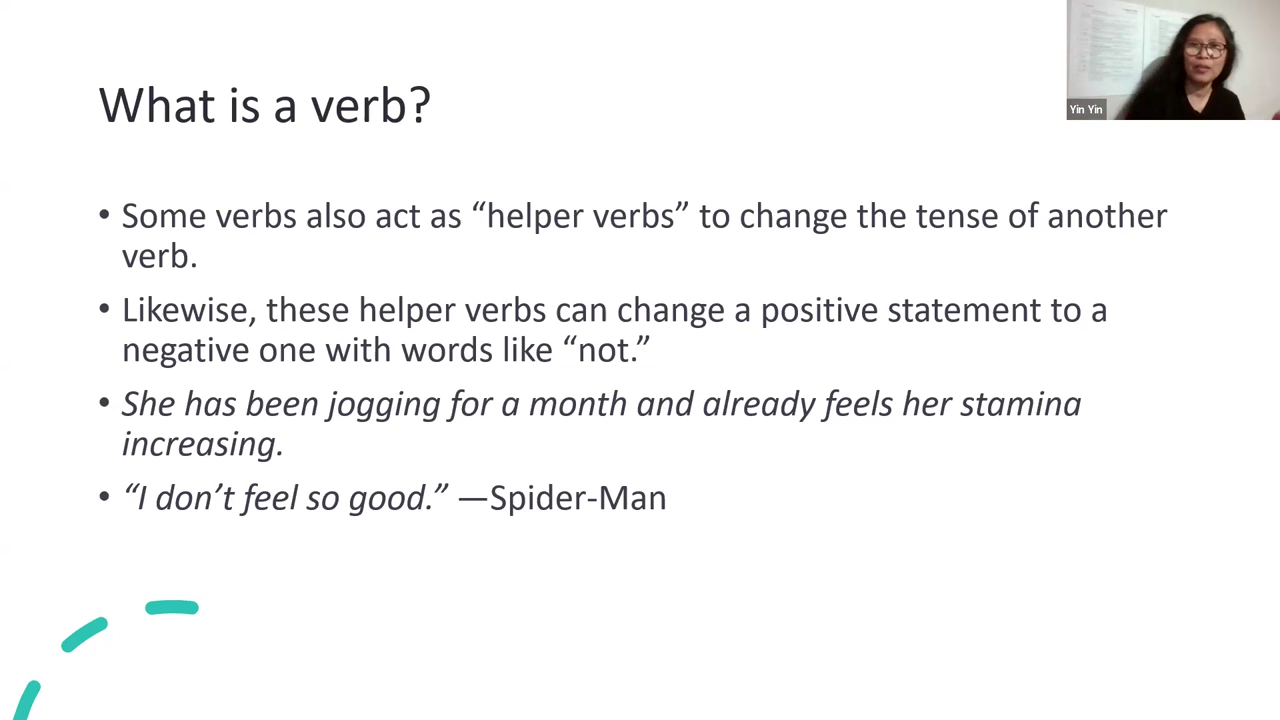 What is a verb?
Yin Yin
• Some verbs also act as “helper verbs” to change the tense of another
verb.
• Likewise, these helper verbs can change a positive statement to a
negative one with words like “not.”
• She has been jogging for a month and already feels her stamina
increasing.
• “I don’t feel so good.” —Spider-Man